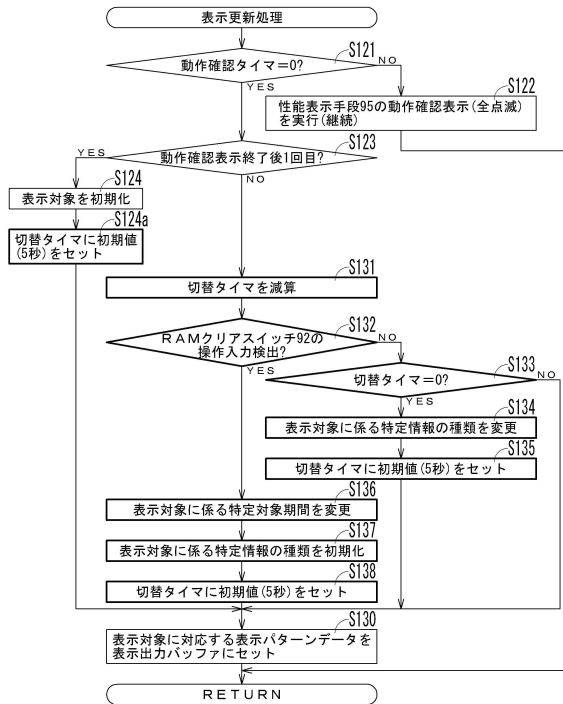 表示更新処理
S121
動作確認タイマ=0?
NO
YES
S122
性能表示手段95の動作確認表示(全点滅)
を実行(継続)
S123
動作確認表示終了後1回目?
YES
NO
S124
表示対象を初期化
S124a
切替タイマに初期値
(5秒)をセット
S131
切替タイマを減算
S132
RAMクリアスイッチ92の
操作入力検出?
NO
YES
S133
切替タイマ=0?
NO
YES
S134
表示対象に係る特定情報の種類を変更
S135
切替タイマに初期値(5秒)をセット
S136
表示対象に係る特定対象期間を変更
S137
表示対象に係る特定情報の種類を初期化
S138
切替タイマに初期値(5秒)をセット
S130
表示対象に対応する表示パターンデータを
表示出力バッファにセット
RETURN